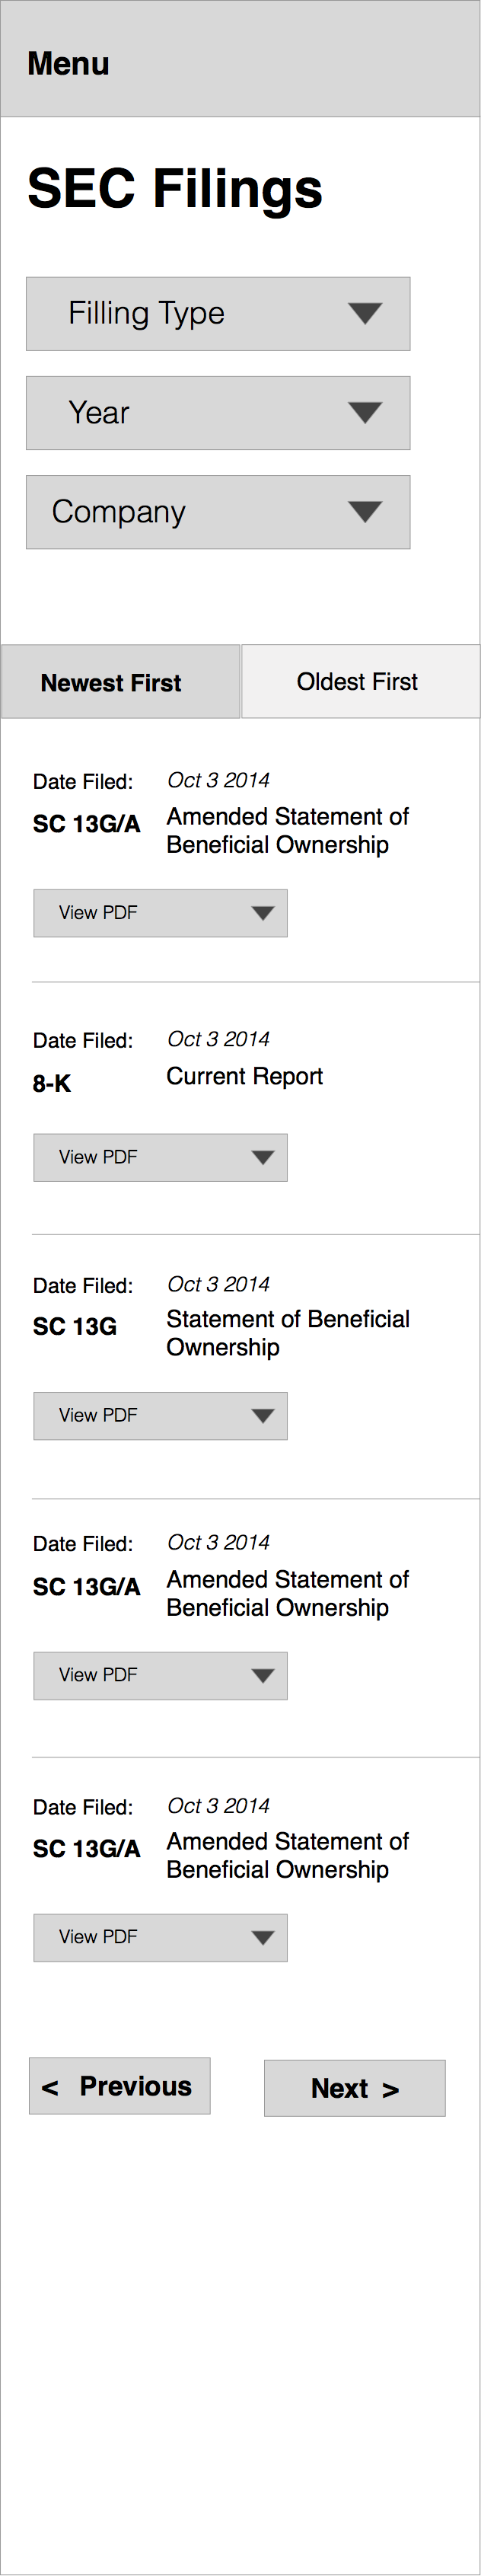 Menu
SEC Filings
Filling Type
Year
Company
Newest First Oldest First
Date Filed: Oct 3 2014
SC 13G/A Amended Statement of
Beneficial Ownership
View PDF
Date Filed: Oct 3 2014
8-K Current Report
View PDF
Date Filed: Oct 3 2014
SC 13G Statement of Beneficial
Ownership
View PDF
Date Filed: Oct 3 2014
SC 13G/A Amended Statement of
Beneficial Ownership
View PDF
Date Filed: Oct 3 2014
SC 13G/A Amended Statement of
Beneficial Ownership
View PDF
< Previous Next >